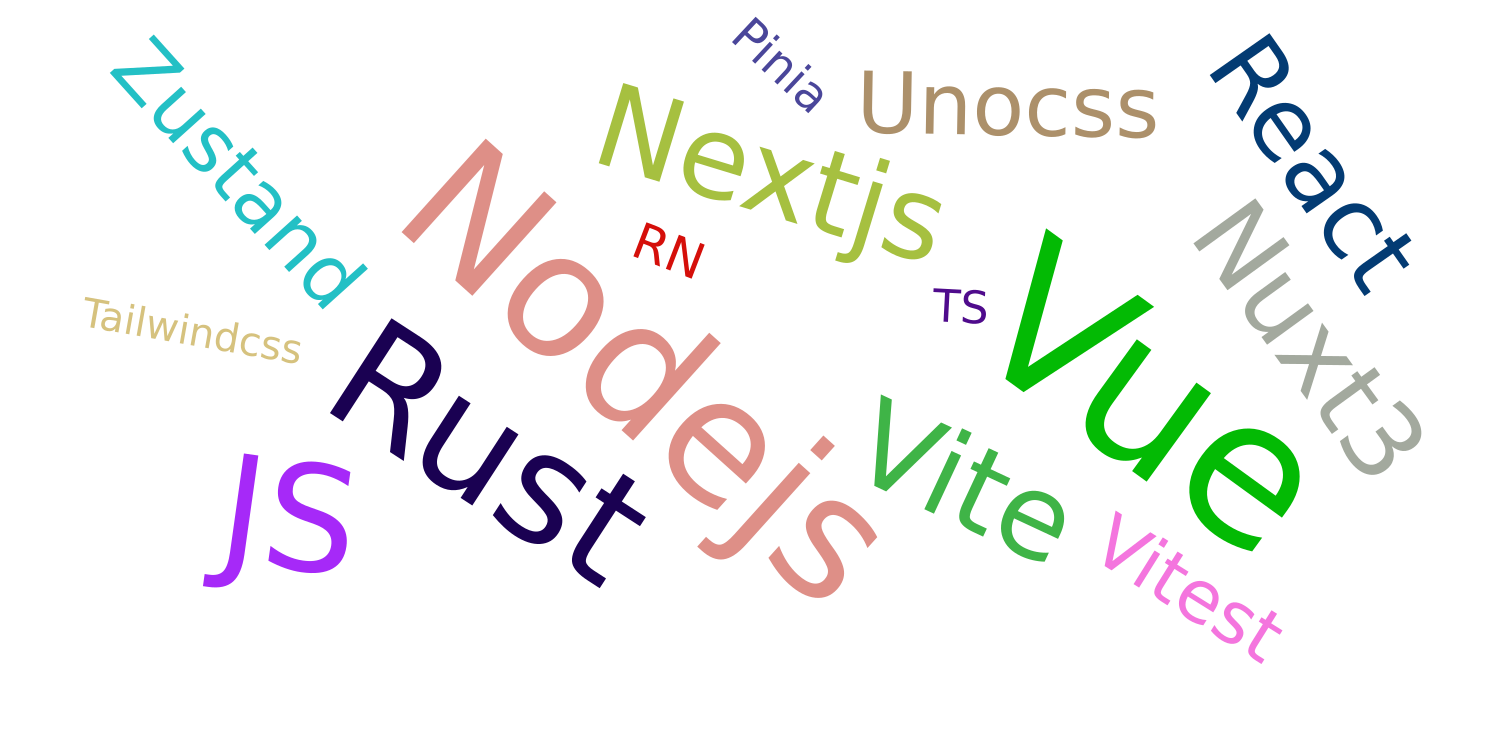 Pinia
Zustand
Unocss
React
Nextjs
Nodejs
RN
Nuxt3
TS
Vue
Tailwindcss
Rust
Vite
JS
Vitest